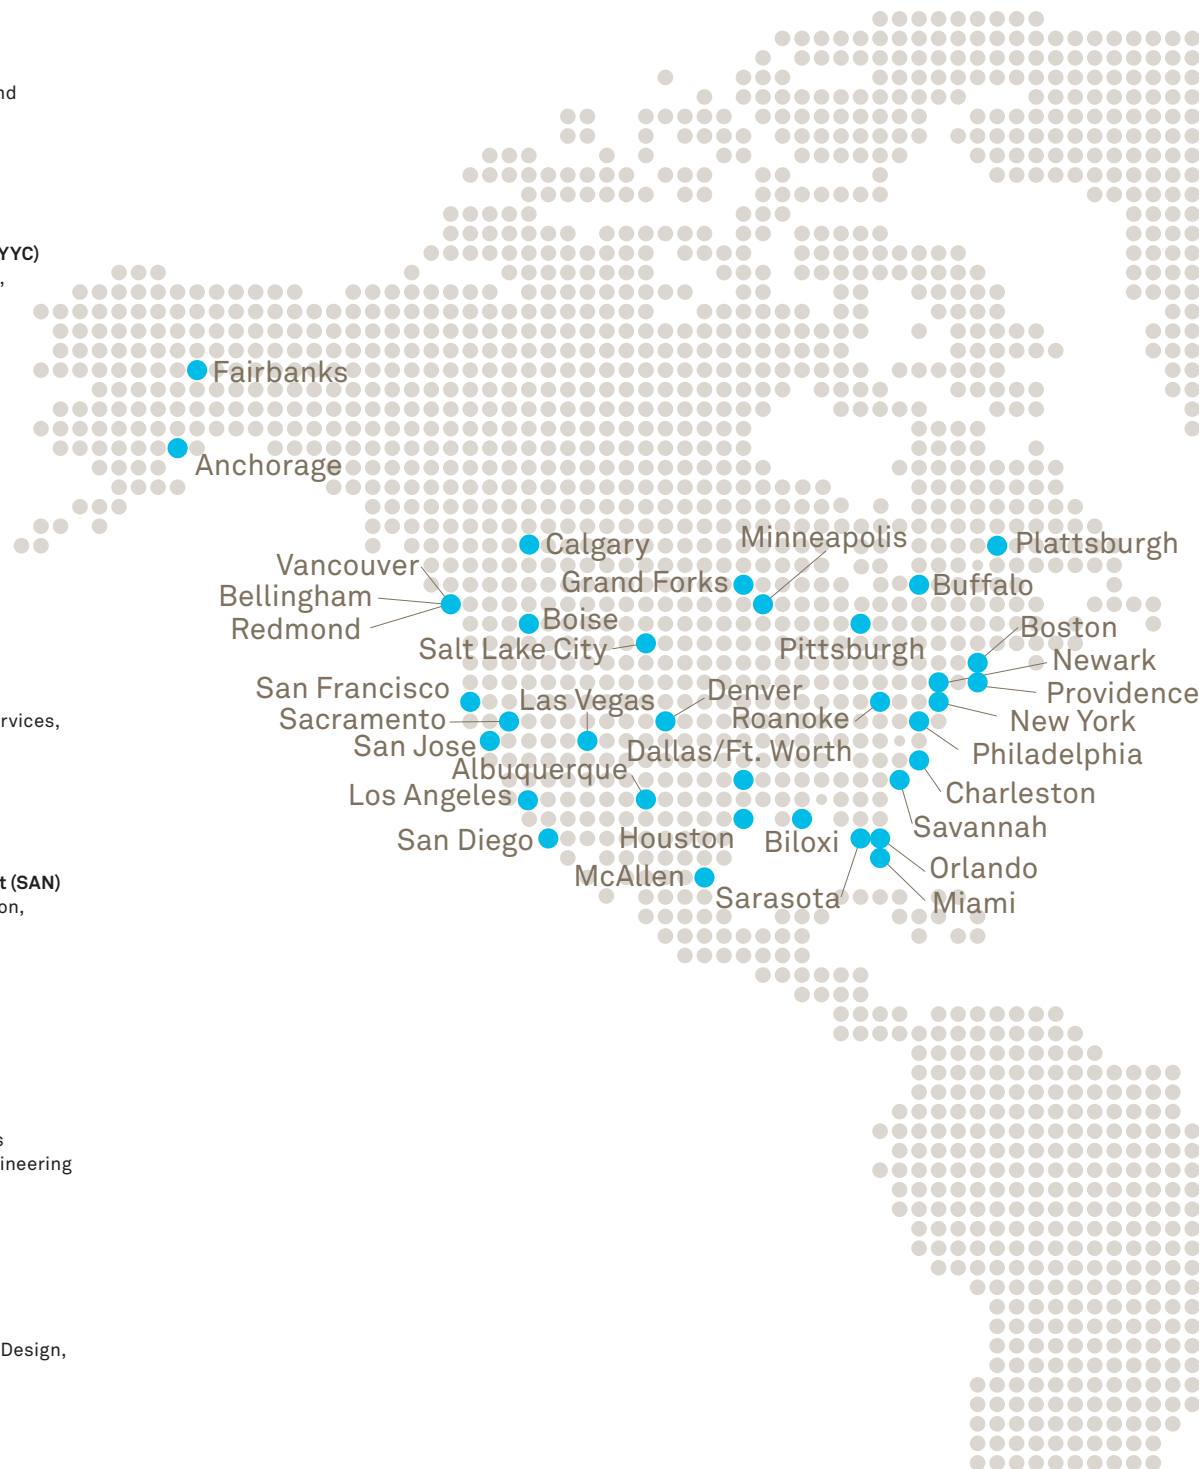 nd
YYC)
,
Fairbanks
Anchorage
Minneapolis
Calgary
Plattsburgh
Vancouver
Grand Forks
Buffalo
Bellingham
Boise
Redmond
Boston
Salt Lake City
Pittsburgh
Newark
San Francisco
Las Vegas
Denver
Providence
rvices,
Sacramento
Roanoke
New York
San Jose
Dallas/Ft. Worth
Philadelphia
Albuquerque
Los Angeles
Charleston
San Diego
Houston
Biloxi
Savannah
t (SAN)
McAllen
Orlando
on,
Sarasota
Miami
s
ineering
Design,